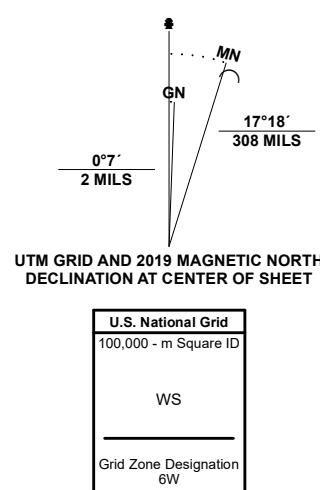 MN
GN
17°18´
308 MILS
0°7´
2 MILS
UTM GRID AND 2019 MAGNETIC NORTH
DECLINATION AT CENTER OF SHEET
U.S. National Grid
100,000 - m Square ID
WS
Grid Zone Designation
6W